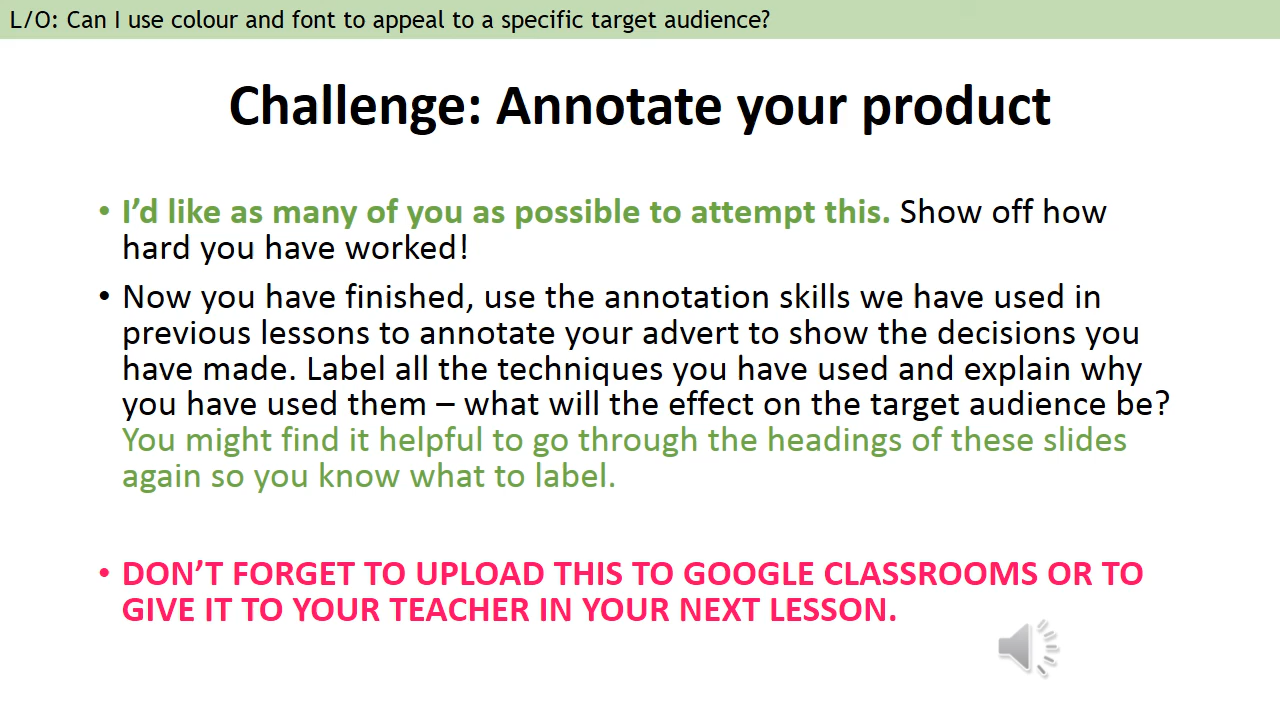 L/O: Can I use colour and font to appeal to a specific target audience?
Challenge: Annotate your product
• I’d like as many of you as possible to attempt this. Show off how
hard you have worked!
• Now you have finished, use the annotation skills we have used in
previous lessons to annotate your advert to show the decisions you
have made. Label all the techniques you have used and explain why
you have used them – what will the effect on the target audience be?
You might find it helpful to go through the headings of these slides
again so you know what to label.
• DON’T FORGET TO UPLOAD THIS TO GOOGLE CLASSROOMS OR TO
GIVE IT TO YOUR TEACHER IN YOUR NEXT LESSON.